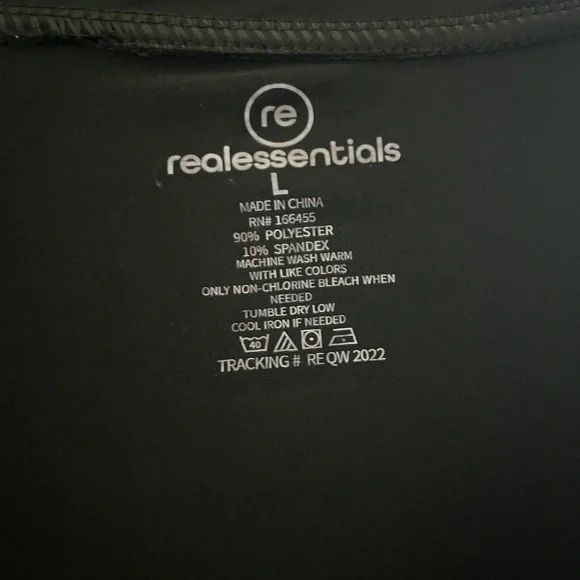 re
realessentials
L
MADE IN CHINA
RN# 166455
90% POLYESTER
10% SPANDEX
MACHINE WASH WARM
WITH LIKE COLORS
ONLY NON-CHLORINE BLEACH WHEN
NEEDED
TUMBLE DRY LOW
COOL IRON IF NEEDED
40
TRACKING # RE QW 2022